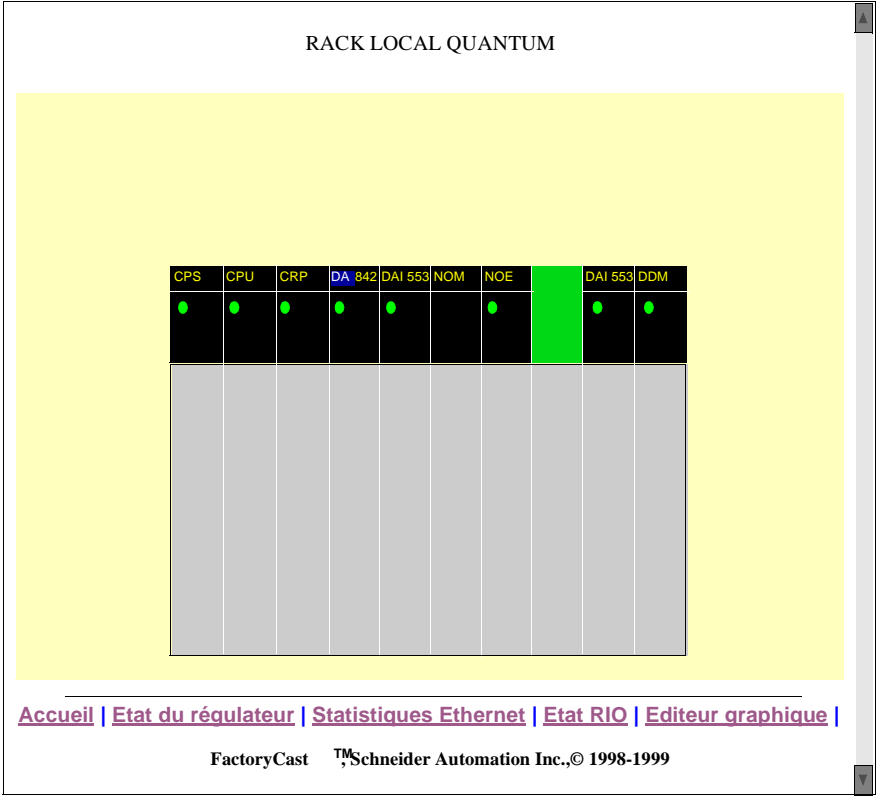 RACK LOCAL QUANTUM
CPS CPU CRP DA 842 DAI 553 NOM NOE DAI 553 DDM
Accueil | Etat du régulateur | Statistiques Ethernet | Etat RIO | Editeur graphique |
FactoryCast ™, Schneider Automation Inc.,© 1998-1999